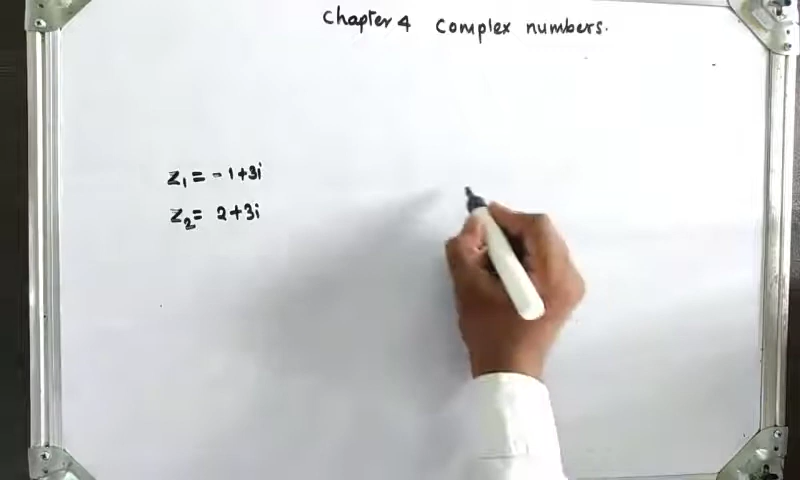 Chapter 4 Complex numbers.
z₁ = -1+3i
z₂ = 2+3i